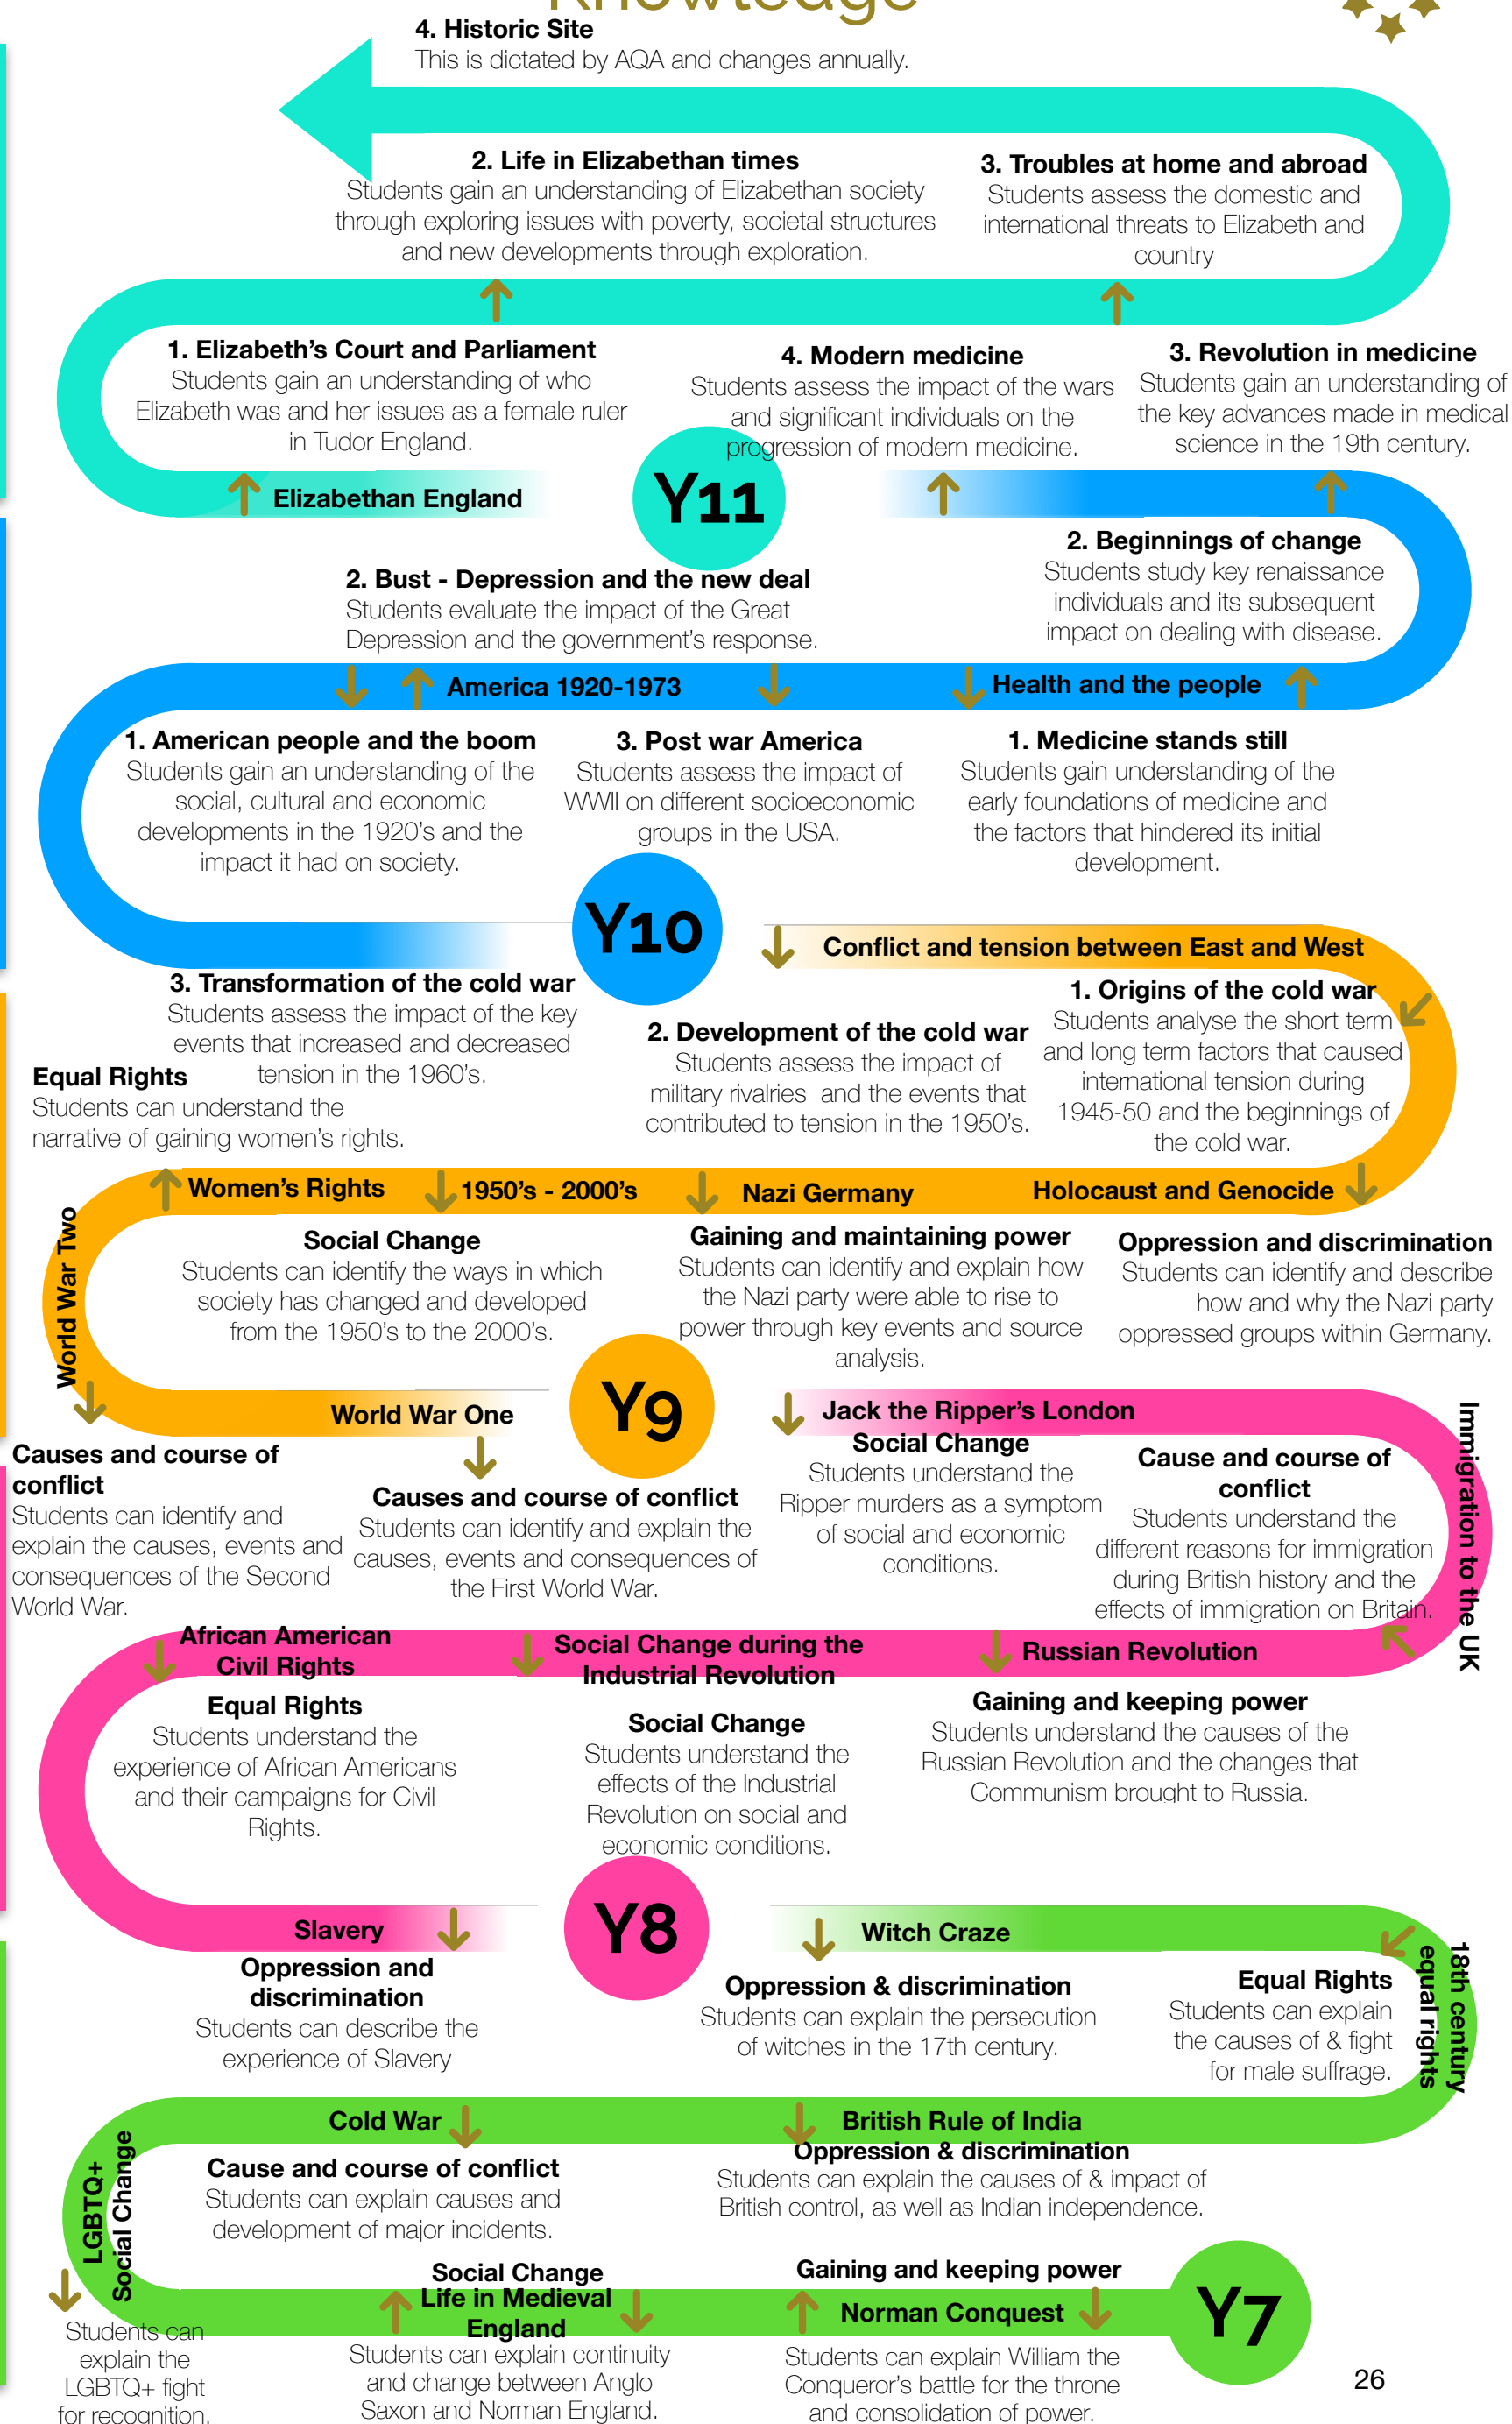 Knowledge
4. Historic Site
This is dictated by AQA and changes annually.
2. Life in Elizabethan times
Students gain an understanding of Elizabethan society
through exploring issues with poverty, societal structures
and new developments through exploration.
3. Troubles at home and abroad
Students assess the domestic and
international threats to Elizabeth and
country
1. Elizabeth's Court and Parliament
Students gain an understanding of who
Elizabeth was and her issues as a female ruler
in Tudor England.
4. Modern medicine
Students assess the impact of the wars
and significant individuals on the
progression of modern medicine.
3. Revolution in medicine
Students gain an understanding of
the key advances made in medical
science in the 19th century.
Elizabethan England
Y11
2. Bust - Depression and the new deal
Students evaluate the impact of the Great
Depression and the government's response.
2. Beginnings of change
Students study key renaissance
individuals and its subsequent
impact on dealing with disease.
America 1920-1973
Health and the people
1. American people and the boom
Students gain an understanding of the
social, cultural and economic
developments in the 1920's and the
impact it had on society.
3. Post war America
Students assess the impact of
WWII on different socioeconomic
groups in the USA.
1. Medicine stands still
Students gain understanding of the
early foundations of medicine and
the factors that hindered its initial
development.
Y10
Conflict and tension between East and West
3. Transformation of the cold war
Students assess the impact of the key
events that increased and decreased
tension in the 1960's.
2. Development of the cold war
Students assess the impact of
military rivalries and the events that
contributed to tension in the 1950's.
1. Origins of the cold war
Students analyse the short term
and long term factors that caused
international tension during
1945-50 and the beginnings of
the cold war.
Equal Rights
Students can understand the
narrative of gaining women's rights.
Women's Rights
1950's - 2000's
Nazi Germany
Holocaust and Genocide
World War Two
Social Change
Students can identify the ways in which
society has changed and developed
from the 1950's to the 2000's.
Gaining and maintaining power
Students can identify and explain how
the Nazi party were able to rise to
power through key events and source
analysis.
Oppression and discrimination
Students can identify and describe
how and why the Nazi party
oppressed groups within Germany.
World War One
Y9
Jack the Ripper's London
Immigration to the UK
Causes and course of
conflict
Students can identify and
explain the causes, events and
consequences of the Second
World War.
Causes and course of conflict
Students can identify and explain the
causes, events and consequences of
the First World War.
Social Change
Students understand the
Ripper murders as a symptom
of social and economic
conditions.
Cause and course of
conflict
Students understand the
different reasons for immigration
during British history and the
effects of immigration on Britain.
African American
Civil Rights
Social Change during the
Industrial Revolution
Russian Revolution
Equal Rights
Students understand the
experience of African Americans
and their campaigns for Civil
Rights.
Social Change
Students understand the
effects of the Industrial
Revolution on social and
economic conditions.
Gaining and keeping power
Students understand the causes of the
Russian Revolution and the changes that
Communism brought to Russia.
Slavery
Y8
Witch Craze
18th century
equal rights
Oppression and
discrimination
Students can describe the
experience of Slavery
Oppression & discrimination
Students can explain the persecution
of witches in the 17th century.
Equal Rights
Students can explain
the causes of & fight
for male suffrage.
Cold War
British Rule of India
LGBTQ+
Social Change
Cause and course of conflict
Students can explain causes and
development of major incidents.
Oppression & discrimination
Students can explain the causes of & impact of
British control, as well as Indian independence.
Social Change
Life in Medieval
England
Gaining and keeping power
Norman Conquest
Y7
Students can
explain the
LGBTQ+ fight
for recognition.
Students can explain continuity
and change between Anglo
Saxon and Norman England.
Students can explain William the
Conqueror's battle for the throne
and consolidation of power.
26